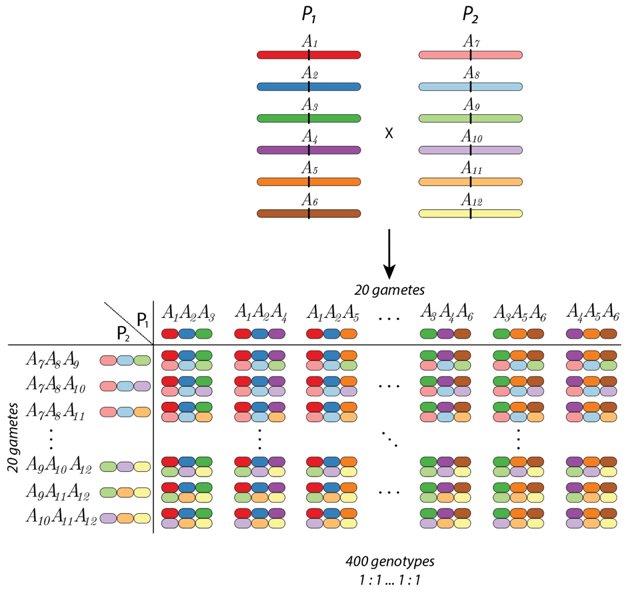 P1 P2
A1 A7
A2 A8
A3 A9
A4 X A10
A5 A11
A6 A12
20 gametes
P1 A1A2A3 A1A2A4 A1A2A5 ... A3A4A6 A3A5A6 A4A5A6
P2
A7A8A9
A7A8A10 ...
A7A8A11
20 gametes
A9A10A12
A9A11A12 ...
A10A11A12
400 genotypes
1 : 1 ... 1 : 1